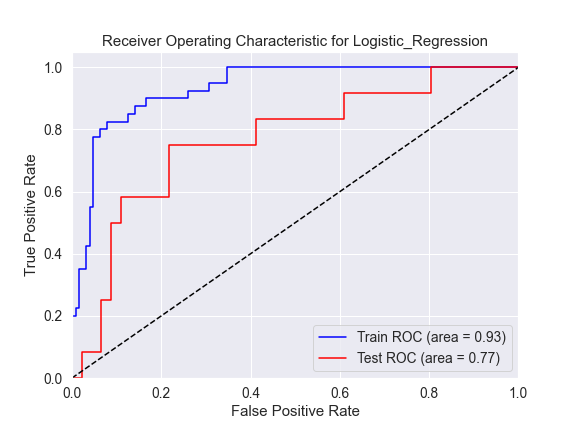 Receiver Operating Characteristic for Logistic_Regression
1.0
0.8
0.6
0.4
0.2
0.0
True Positive Rate
Train ROC (area = 0.93)
Test ROC (area = 0.77)
0.0 0.2 0.4 0.6 0.8 1.0
False Positive Rate